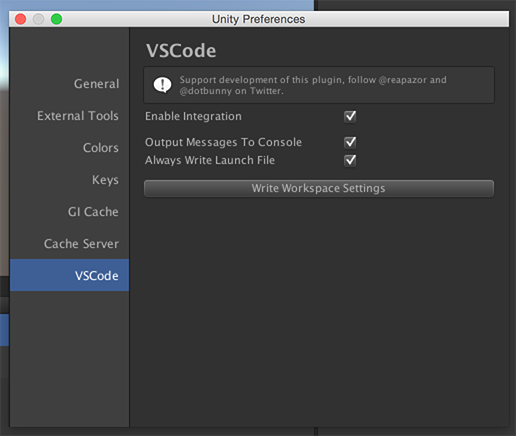 Unity Preferences
General
External Tools
Colors
Keys
GI Cache
Cache Server
VSCode
VSCode
Support development of this plugin, follow @reapazor and
@dotbunny on Twitter.
Enable Integration
Output Messages To Console
Always Write Launch File
Write Workspace Settings